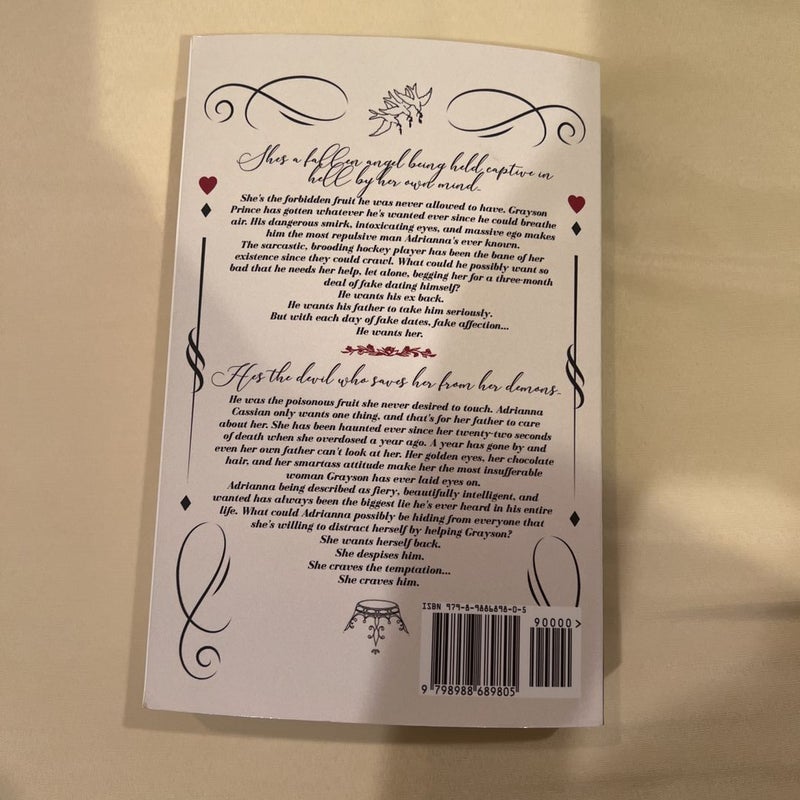 Shes a fallen angel being held captive in
hell by her own mind..
She's the forbidden fruit he was never allowed to have. Grayson
Prince has gotten whatever he's wanted ever since he could breathe
air. His dangerous smirk, intoxicating eyes, and massive ego makes
him the most repulsive man Adrianna's ever known.
The sarcastic, brooding hockey player has been the bane of her
existence since they could crawl. What could he possibly want so
bad that he needs her help, let alone, begging her for a three-month
deal of fake dating himself?
He wants his ex back.
He wants his father to take him seriously.
But with each day of fake dates, fake affection...
He wants her.
Hes the devil who saves her from her demons..
He was the poisonous fruit she never desired to touch. Adrianna
Cassian only wants one thing, and that's for her father to care
about her. She has been haunted ever since her twenty-two seconds
of death when she overdosed a year ago. A year has gone by and
even her own father can't look at her. Her golden eyes, her chocolate
hair, and her smartass attitude make her the most insufferable
woman Grayson has ever laid eyes on.
Adrianna being described as fiery, beautifully intelligent, and
wanted has always been the biggest lie he's ever heard in his entire
life. What could Adrianna possibly be hiding from everyone that
she's willing to distract herself by helping Grayson?
She wants herself back.
She despises him.
She craves the temptation...
She craves him.
ISBN 979-8-9886898-0-5
90000>
9 798988 689805